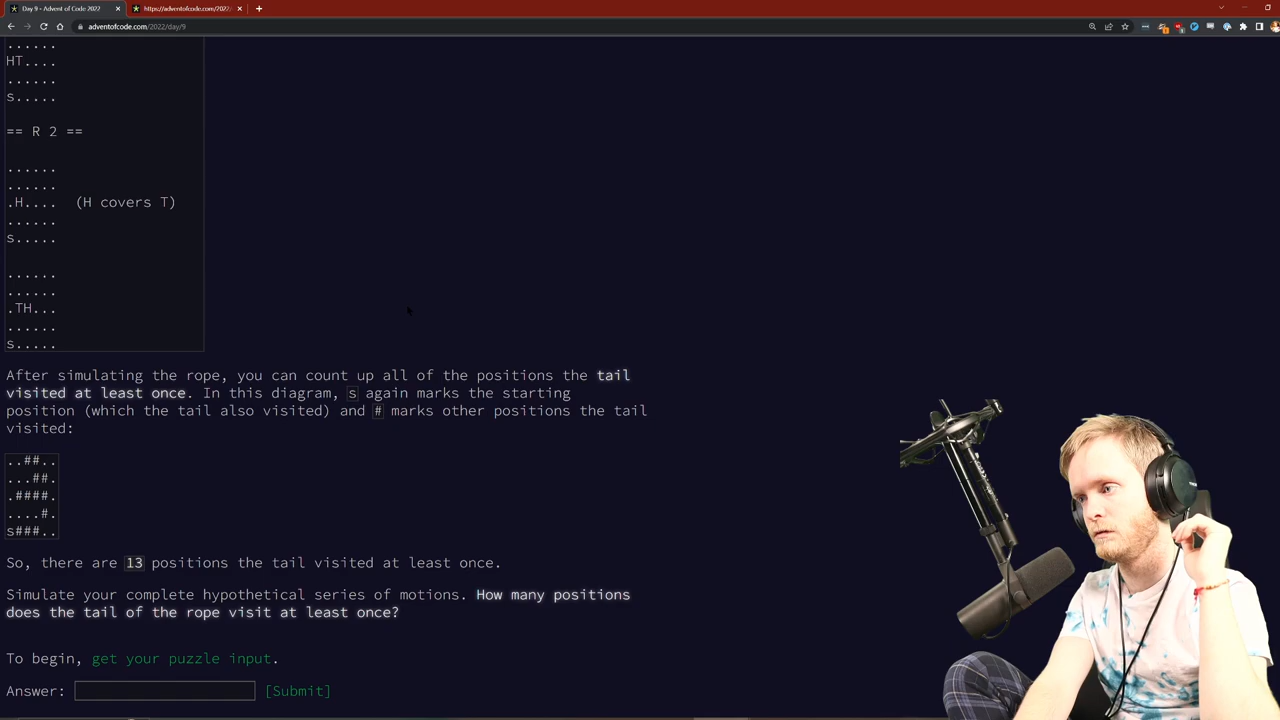 Day 9 - Advent of Code 2022
https://adventofcode.com/2022/
adventofcode.com/2022/day/9
......
HT....
......
s.....
== R 2 ==
......
......
.H....  (H covers T)
......
s.....
......
......
.TH...
......
s.....
After simulating the rope, you can count up all of the positions the tail
visited at least once. In this diagram, s again marks the starting
position (which the tail also visited) and # marks other positions the tail
visited:
..##..
...##.
.####.
....#.
s###..
So, there are 13 positions the tail visited at least once.
Simulate your complete hypothetical series of motions. How many positions
does the tail of the rope visit at least once?
To begin, get your puzzle input.
Answer: [Submit]